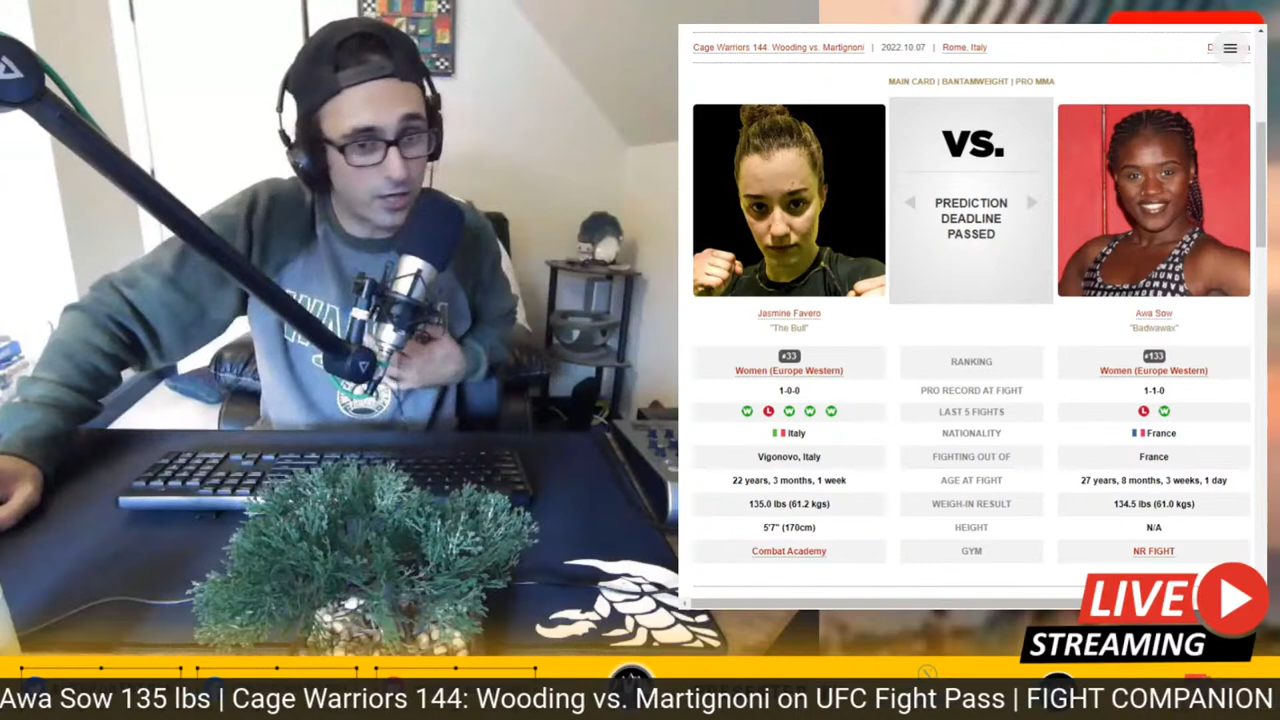 Cage Warriors 144: Wooding vs. Martignoni | 2022.10.07 | Rome, Italy
MAIN CARD | BANTAMWEIGHT | PRO MMA
VS.
PREDICTION
DEADLINE
PASSED
Jasmine Favero
Awa Sow
"The Bull"
"Badwawax"
#33
RANKING
#133
Women (Europe Western)
Women (Europe Western)
1-0-0
PRO RECORD AT FIGHT
1-1-0
W L W W W
LAST 5 FIGHTS
L W
Italy
NATIONALITY
France
Vigonovo, Italy
FIGHTING OUT OF
France
22 years, 3 months, 1 week
AGE AT FIGHT
27 years, 8 months, 3 weeks, 1 day
135.0 lbs (61.2 kgs)
WEIGH-IN RESULT
134.5 lbs (61.0 kgs)
5'7" (170cm)
HEIGHT
N/A
Combat Academy
GYM
NR FIGHT
LIVE
STREAMING
Awa Sow 135 lbs | Cage Warriors 144: Wooding vs. Martignoni on UFC Fight Pass | FIGHT COMPANION